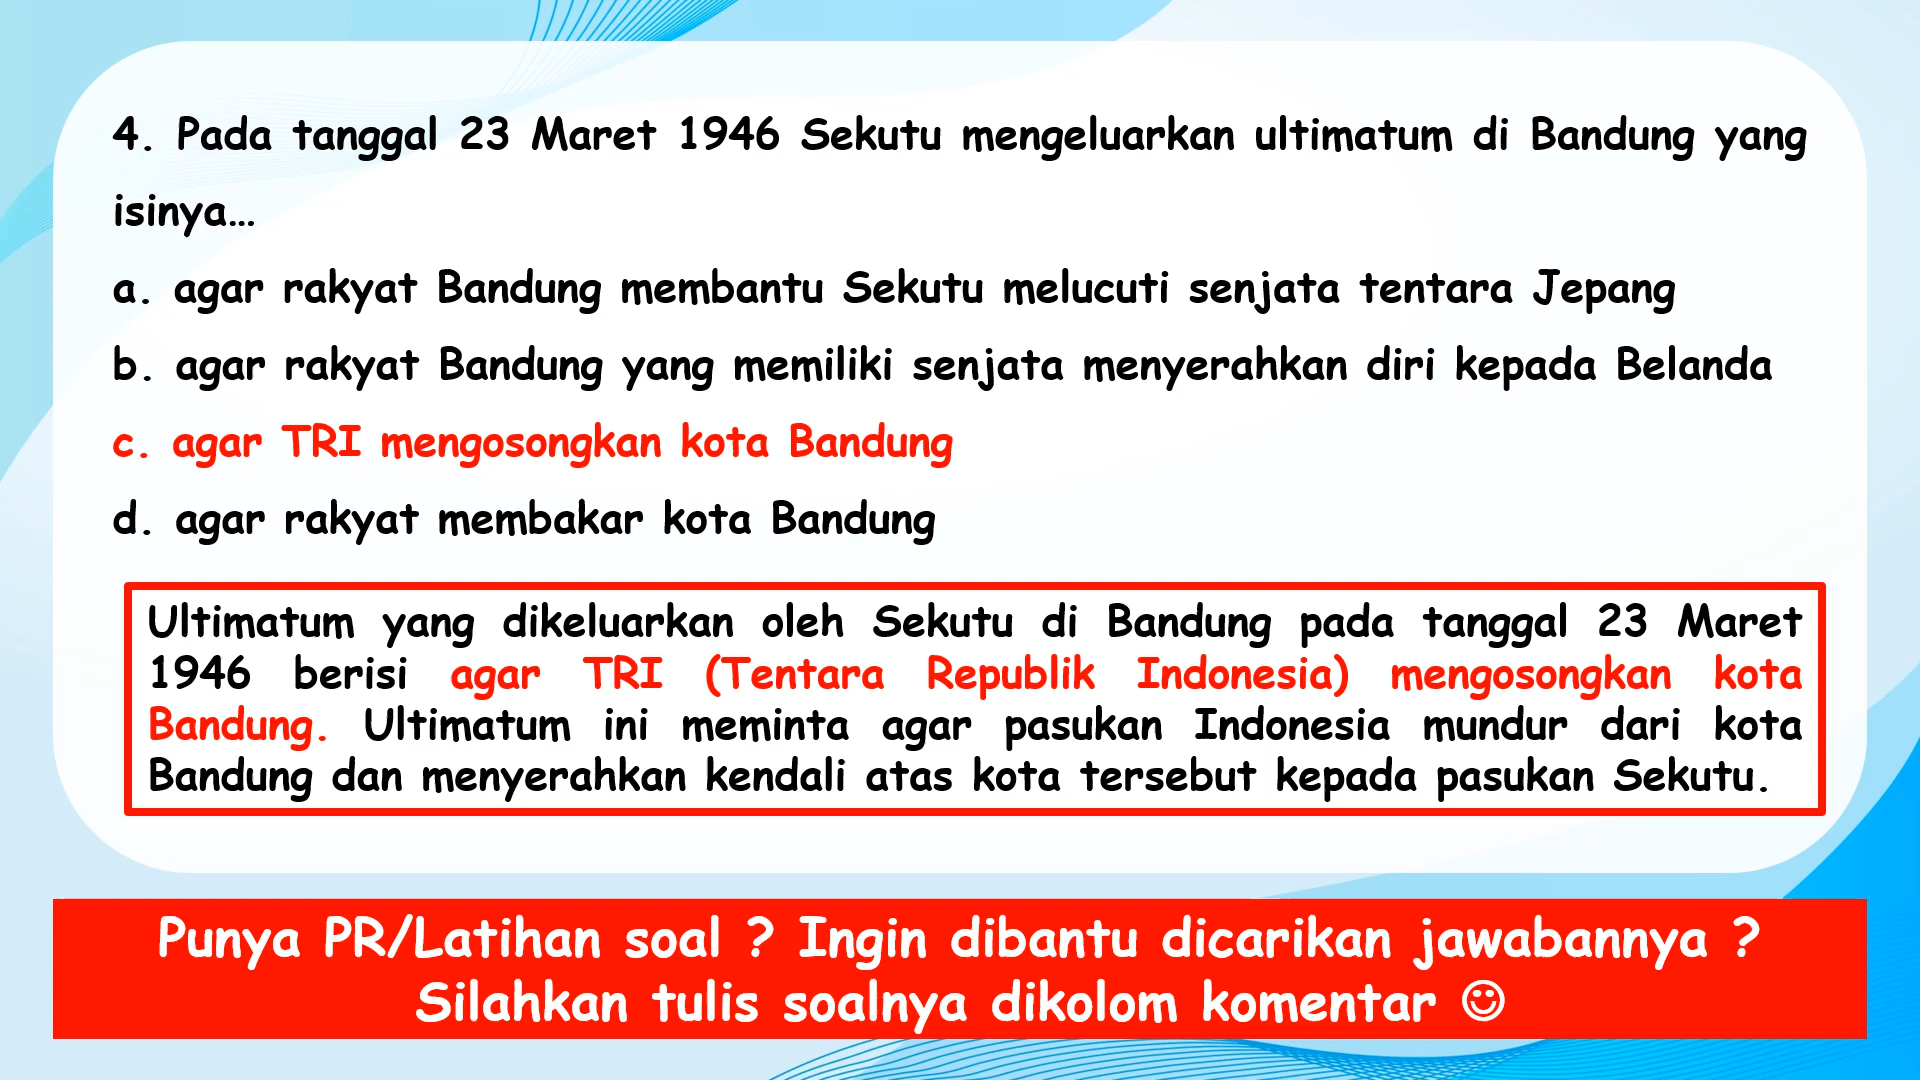 4. Pada tanggal 23 Maret 1946 Sekutu mengeluarkan ultimatum di Bandung yang
isinya…
a. agar rakyat Bandung membantu Sekutu melucuti senjata tentara Jepang
b. agar rakyat Bandung yang memiliki senjata menyerahkan diri kepada Belanda
c. agar TRI mengosongkan kota Bandung
d. agar rakyat membakar kota Bandung
Ultimatum yang dikeluarkan oleh Sekutu di Bandung pada tanggal 23 Maret
1946 berisi agar TRI (Tentara Republik Indonesia) mengosongkan kota
Bandung. Ultimatum ini meminta agar pasukan Indonesia mundur dari kota
Bandung dan menyerahkan kendali atas kota tersebut kepada pasukan Sekutu.
Punya PR/Latihan soal ? Ingin dibantu dicarikan jawabannya ?
Silahkan tulis soalnya dikolom komentar ☺